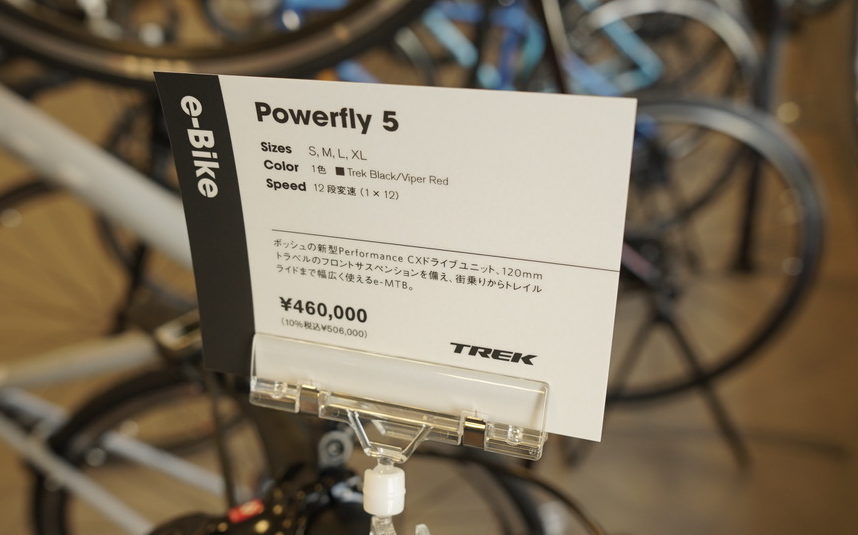 e-Bike
Powerfly 5
Sizes S, M, L, XL
Color 1色 ■ Trek Black/Viper Red
Speed 12段変速 (1 × 12)
ボッシュの新型Performance CXドライブユニット、120mm
トラベルのフロントサスペンションを備え、街乗りからトレイル
ライドまで幅広く使えるe-MTB。
¥460,000
(10%税込¥506,000)
TREK